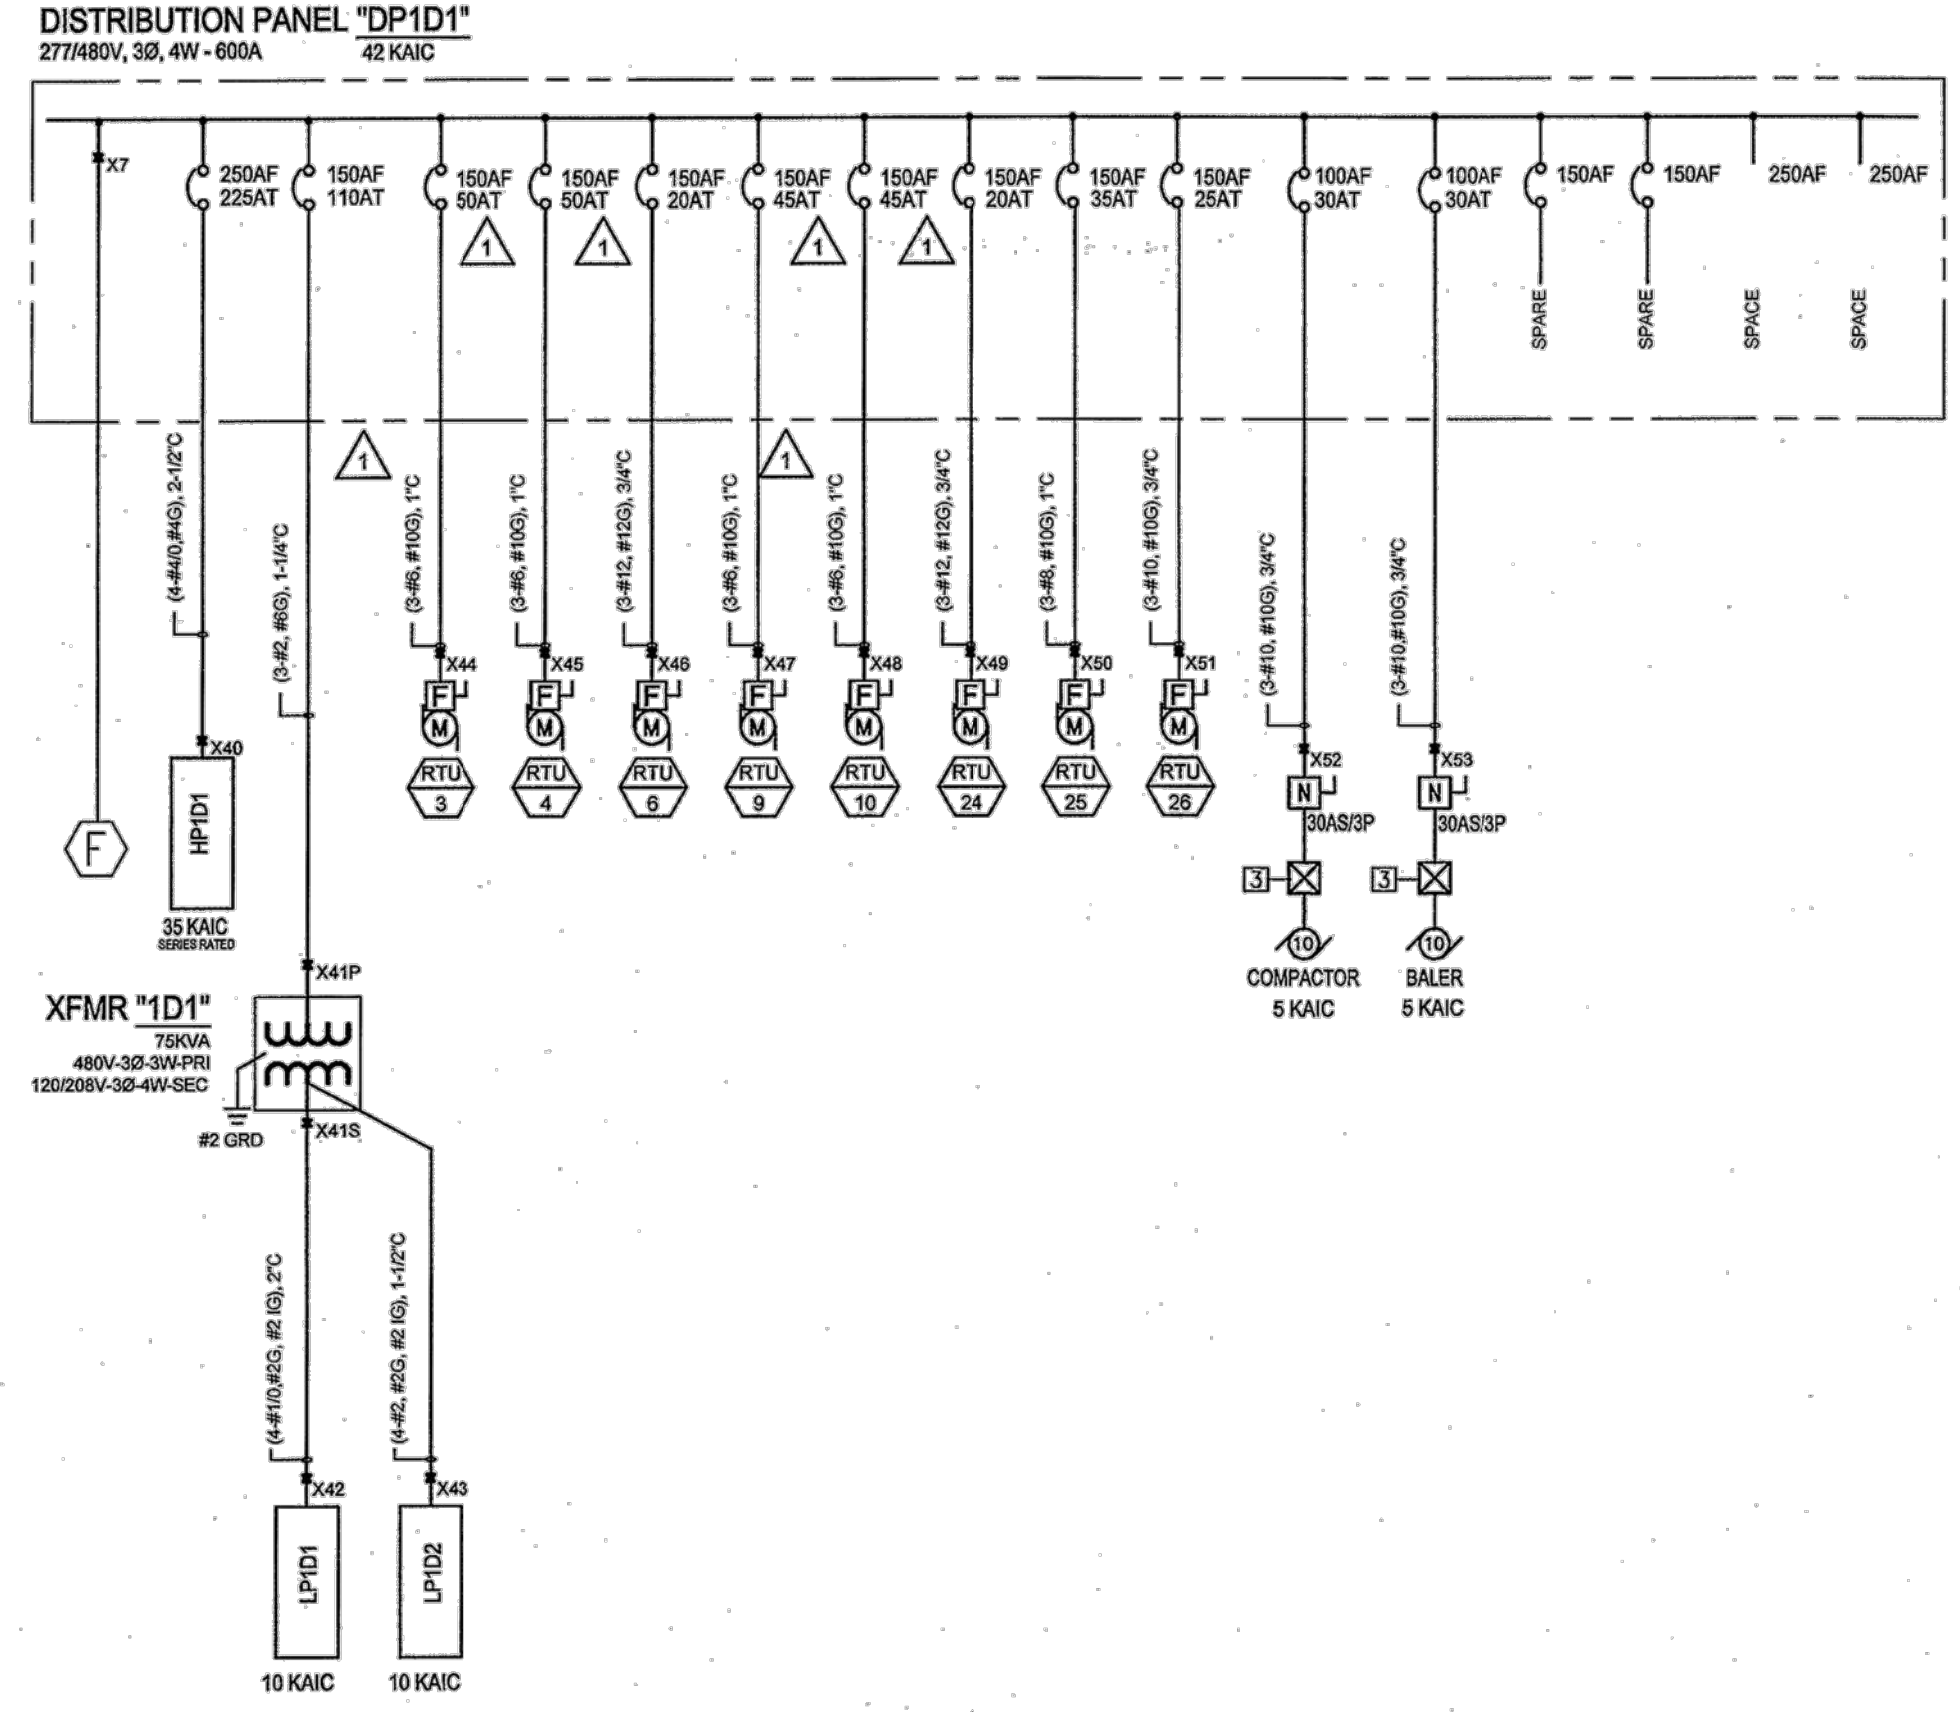 DISTRIBUTION PANEL "DP1D1"
277/480V, 3Ø, 4W - 600A
42 KAIC
X7
250AF
225AT
150AF
110AT
150AF
50AT
150AF
50AT
150AF
20AT
150AF
45AT
150AF
45AT
150AF
20AT
150AF
35AT
150AF
25AT
100AF
30AT
100AF
30AT
150AF
150AF
250AF
250AF
1
1
1
1
SPARE
SPARE
SPACE
SPACE
1
1
(4-#4/0,#4G), 2-1/2"C
(3-#2, #6G), 1-1/4"C
(3-#6, #10G), 1"C
(3-#6, #10G), 1"C
(3-#12, #12G), 3/4"C
(3-#6, #10G), 1"C
(3-#6, #10G), 1"C
(3-#12, #12G), 3/4"C
(3-#8, #10G), 1"C
(3-#10, #10G), 3/4"C
(3-#10, #10G), 3/4"C
(3-#10,#10G), 3/4"C
X44
X45
X46
X47
X48
X49
X50
X51
F
F
F
F
F
F
F
F
M
M
M
M
M
M
M
M
RTU
3
RTU
4
RTU
6
RTU
9
RTU
10
RTU
24
RTU
25
RTU
26
X40
HP1D1
35 KAIC
SERIES RATED
F
X52
N
30AS/3P
3
10
COMPACTOR
5 KAIC
X53
N
30AS/3P
3
10
BALER
5 KAIC
X41P
XFMR "1D1"
75KVA
480V-3Ø-3W-PRI
120/208V-3Ø-4W-SEC
#2 GRD
X41S
(4-#1/0,#2G, #2 IG), 2"C
(4-#2, #2G, #2 IG), 1-1/2"C
X42
X43
LP1D1
LP1D2
10 KAIC
10 KAIC